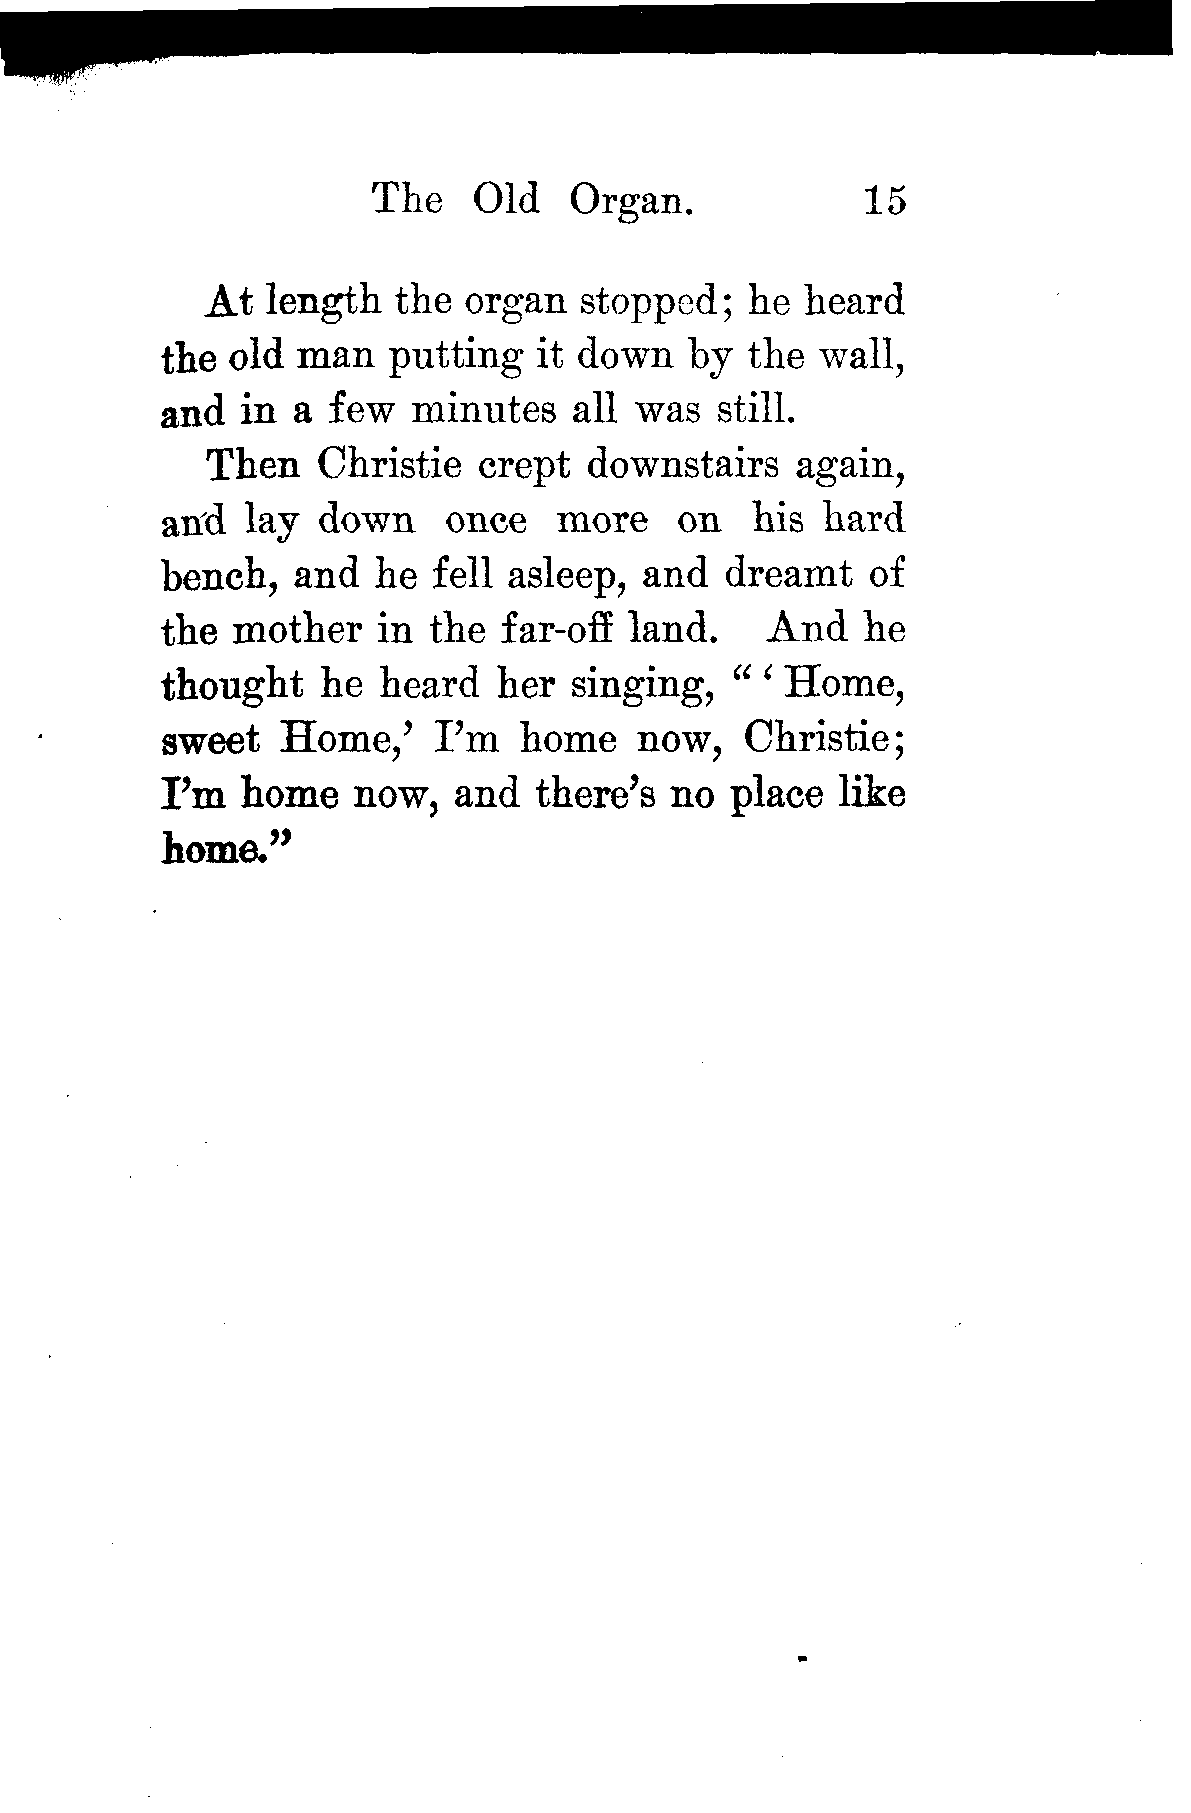 The Old Organ. 15
At length the organ stopped; he heard
the old man putting it down by the wall,
and in a few minutes all was still.
Then Christie crept downstairs again,
and lay down once more on his hard
bench, and he fell asleep, and dreamt of
the mother in the far-off land. And he
thought he heard her singing, “‘Home,
sweet Home,’ I’m home now, Christie;
I’m home now, and there’s no place like
home.”